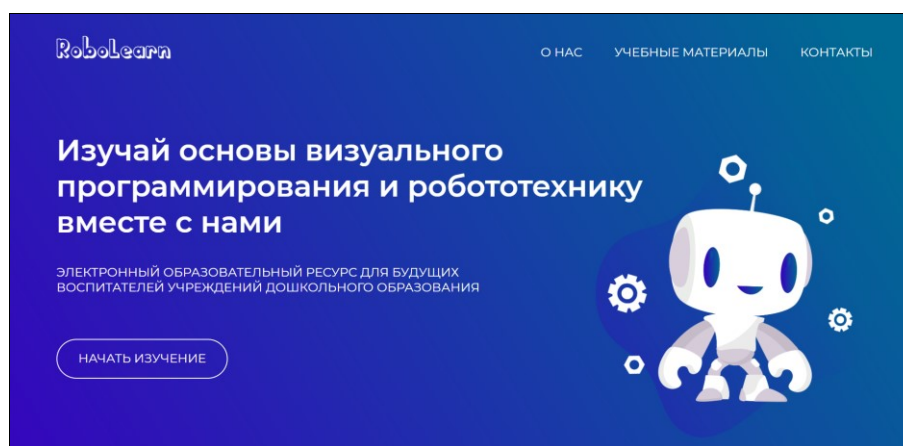 RoboLearn
О НАС УЧЕБНЫЕ МАТЕРИАЛЫ КОНТАКТЫ
Изучай основы визуального
программирования и робототехнику
вместе с нами
ЭЛЕКТРОННЫЙ ОБРАЗОВАТЕЛЬНЫЙ РЕСУРС ДЛЯ БУДУЩИХ
ВОСПИТАТЕЛЕЙ УЧРЕЖДЕНИЙ ДОШКОЛЬНОГО ОБРАЗОВАНИЯ
НАЧАТЬ ИЗУЧЕНИЕ